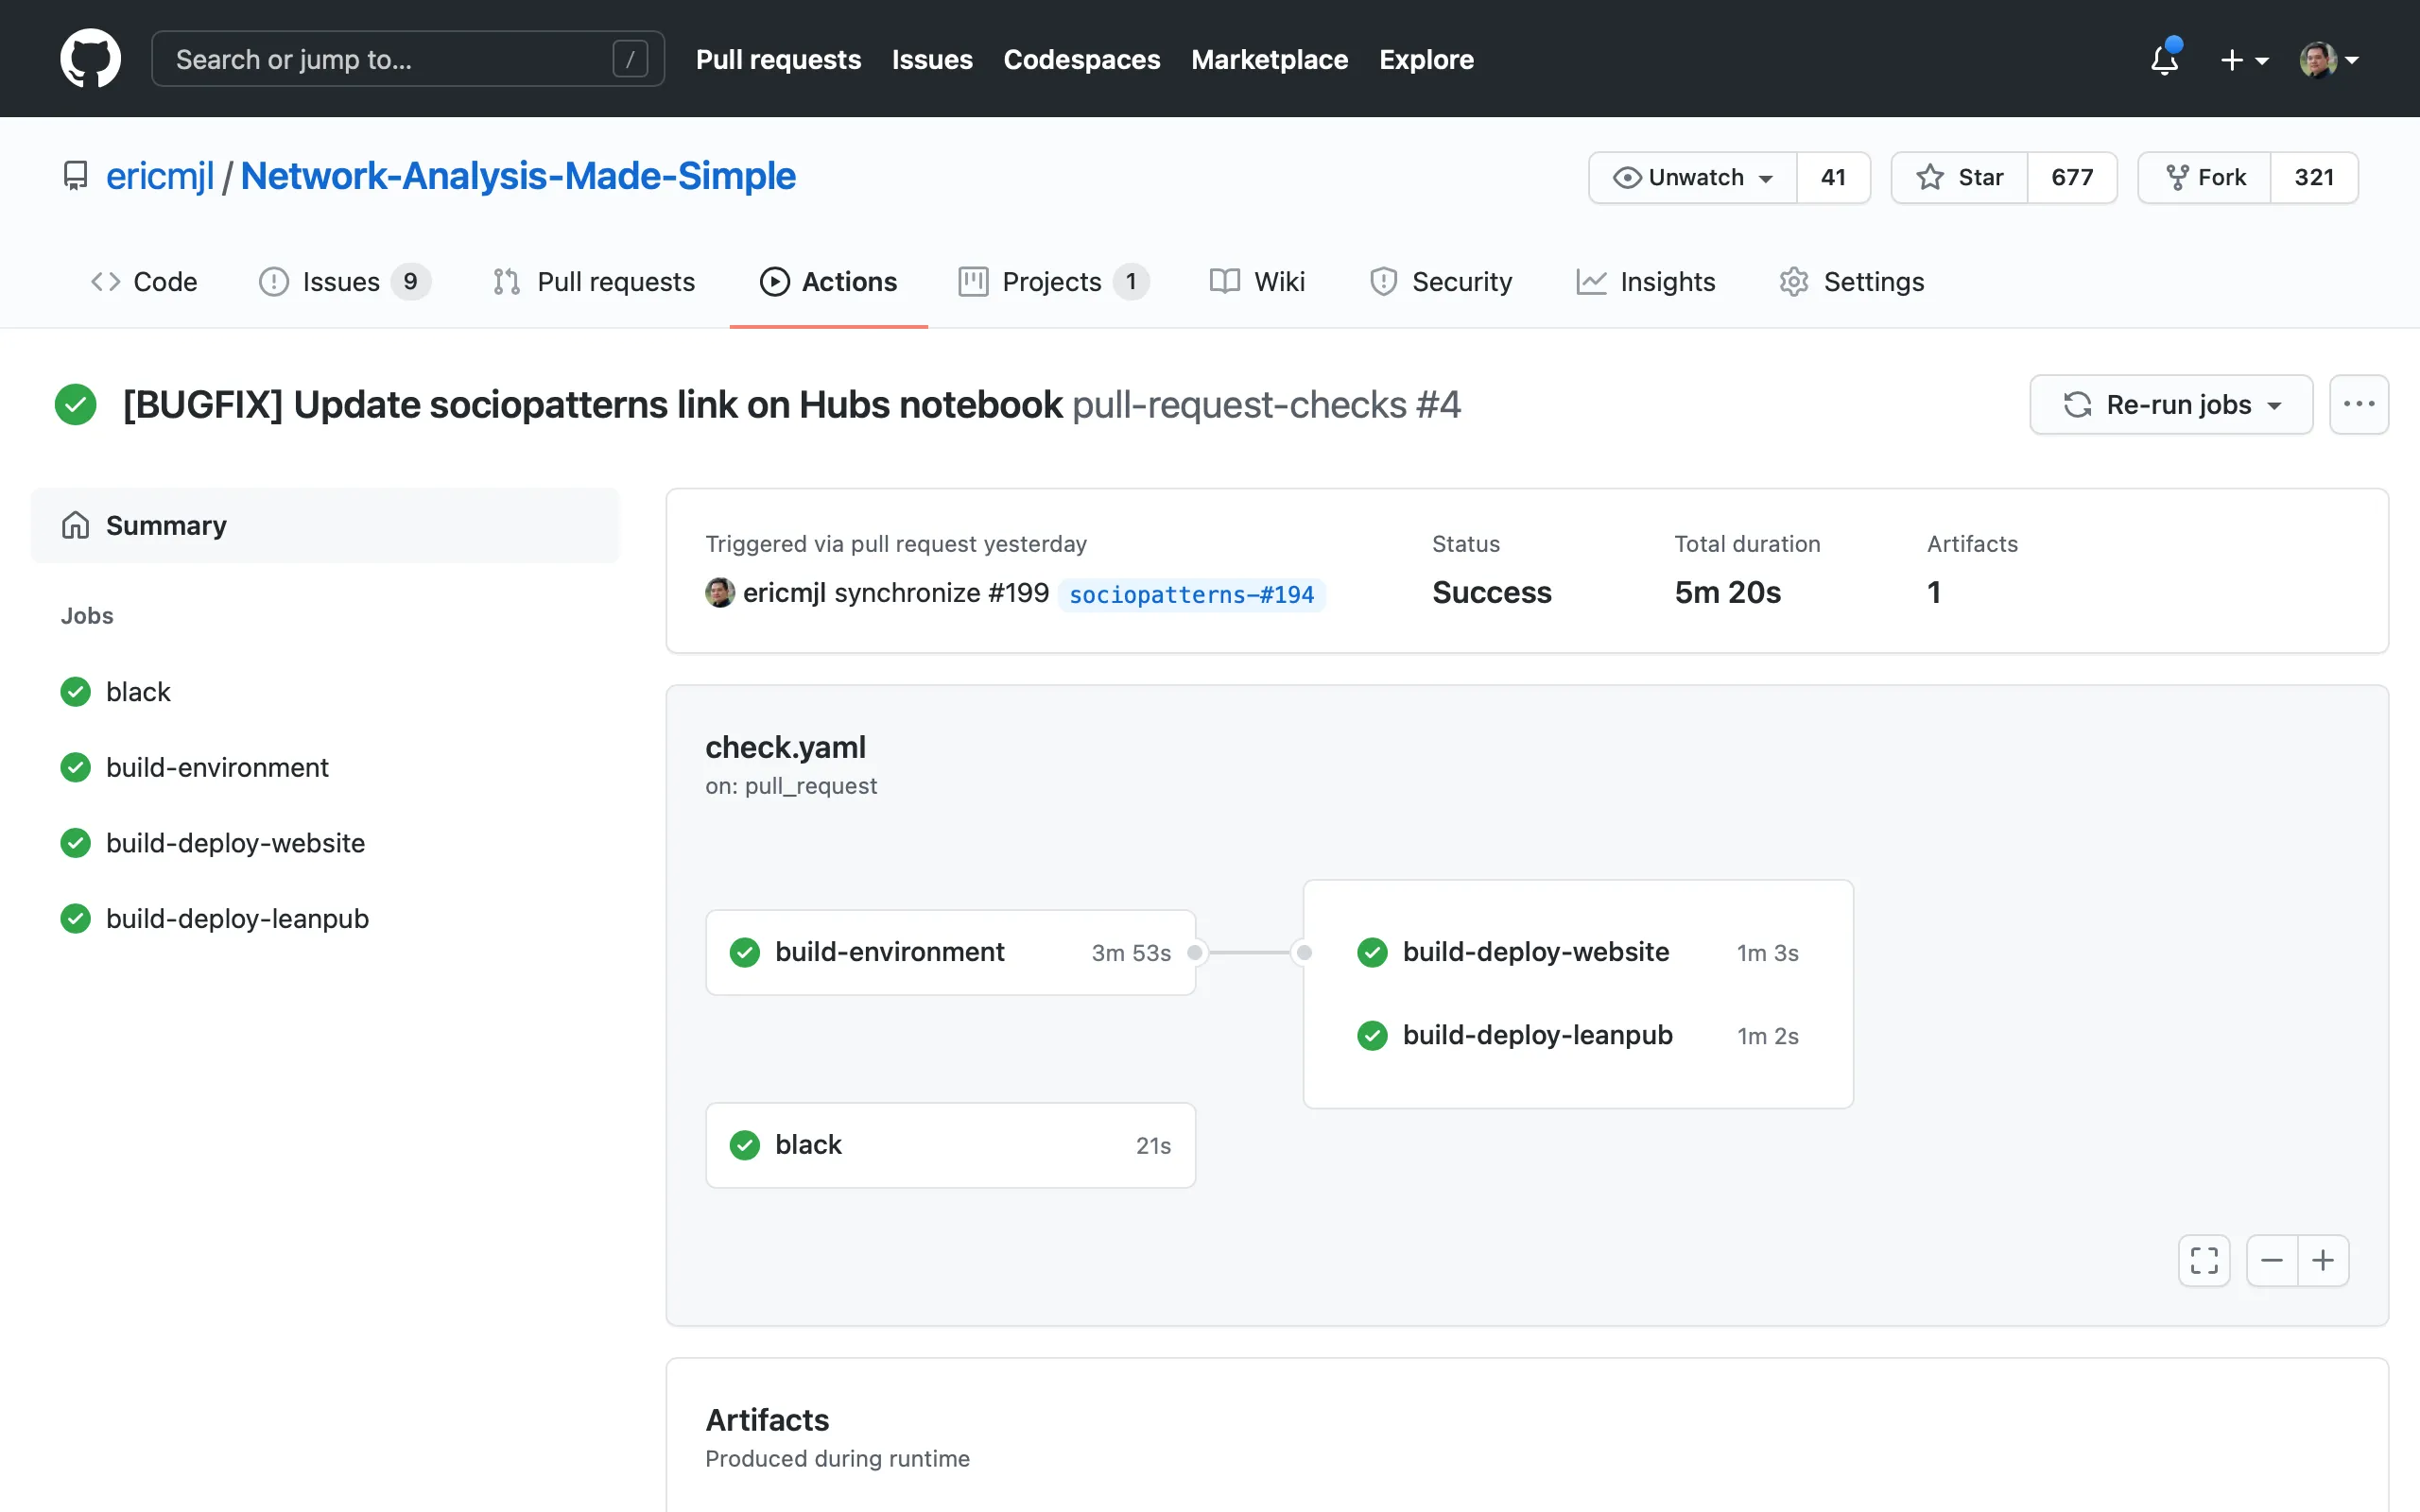 Search or jump to... / Pull requests Issues Codespaces Marketplace Explore
ericmjl / Network-Analysis-Made-Simple Unwatch 41 Star 677 Fork 321
Code Issues 9 Pull requests Actions Projects 1 Wiki Security Insights Settings
[BUGFIX] Update sociopatterns link on Hubs notebook pull-request-checks #4 Re-run jobs
Summary
Jobs
black
build-environment
build-deploy-website
build-deploy-leanpub
Triggered via pull request yesterday Status Total duration Artifacts
ericmjl synchronize #199 sociopatterns-#194 Success 5m 20s 1
check.yaml
on: pull_request
build-environment 3m 53s build-deploy-website 1m 3s
build-deploy-leanpub 1m 2s
black 21s
Artifacts
Produced during runtime